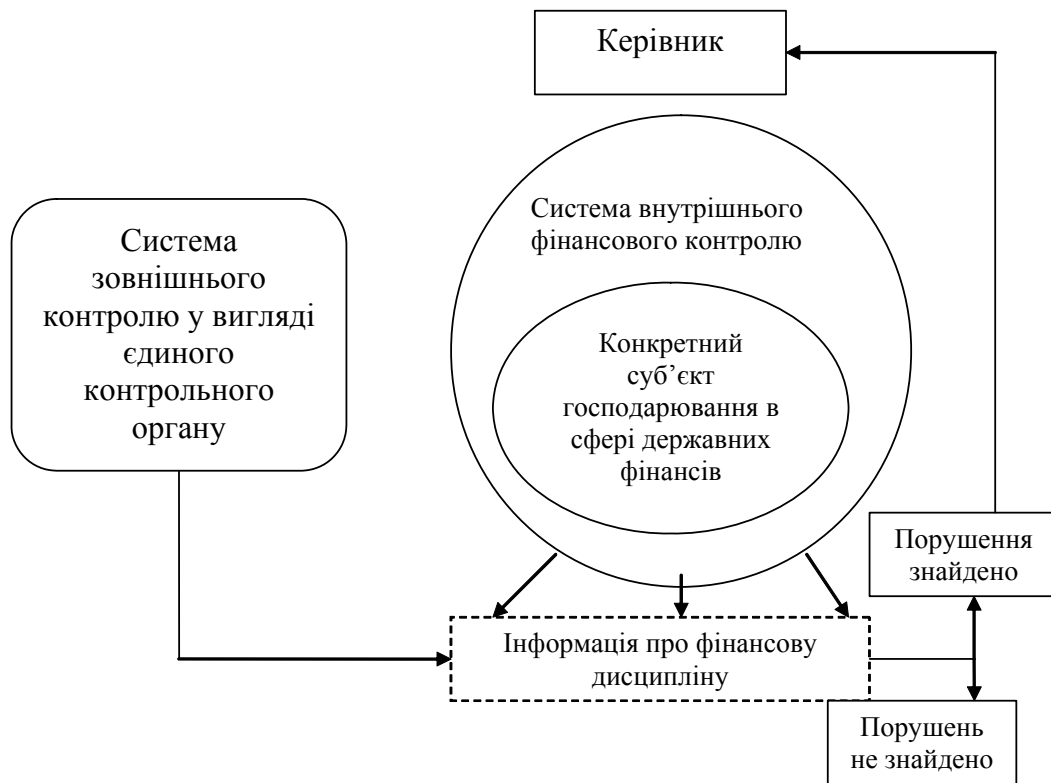 Керівник
Система внутрішнього
фінансового контролю
Система
зовнішнього
контролю у вигляді
єдиного
контрольного
органу
Конкретний
суб’єкт
господарювання в
сфері державних
фінансів
Порушення
знайдено
Інформація про фінансову
дисципліну
Порушень
не знайдено